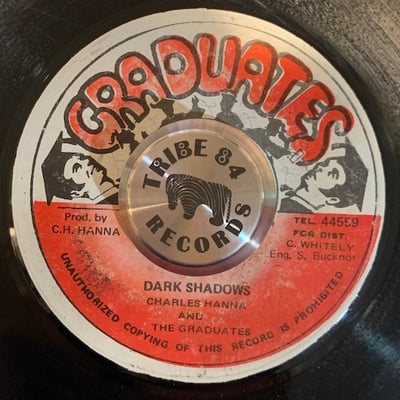 GRADUATES
TRIBE 84
RECORDS
Prod. by
C.H. HANNA
TEL. 44559
FOR DIST.
C. WHITELY
Eng. S. Bucknor
DARK SHADOWS
CHARLES HANNA
AND
THE GRADUATES
UNAUTHORIZED COPYING OF THIS RECORD IS PROHIBITED